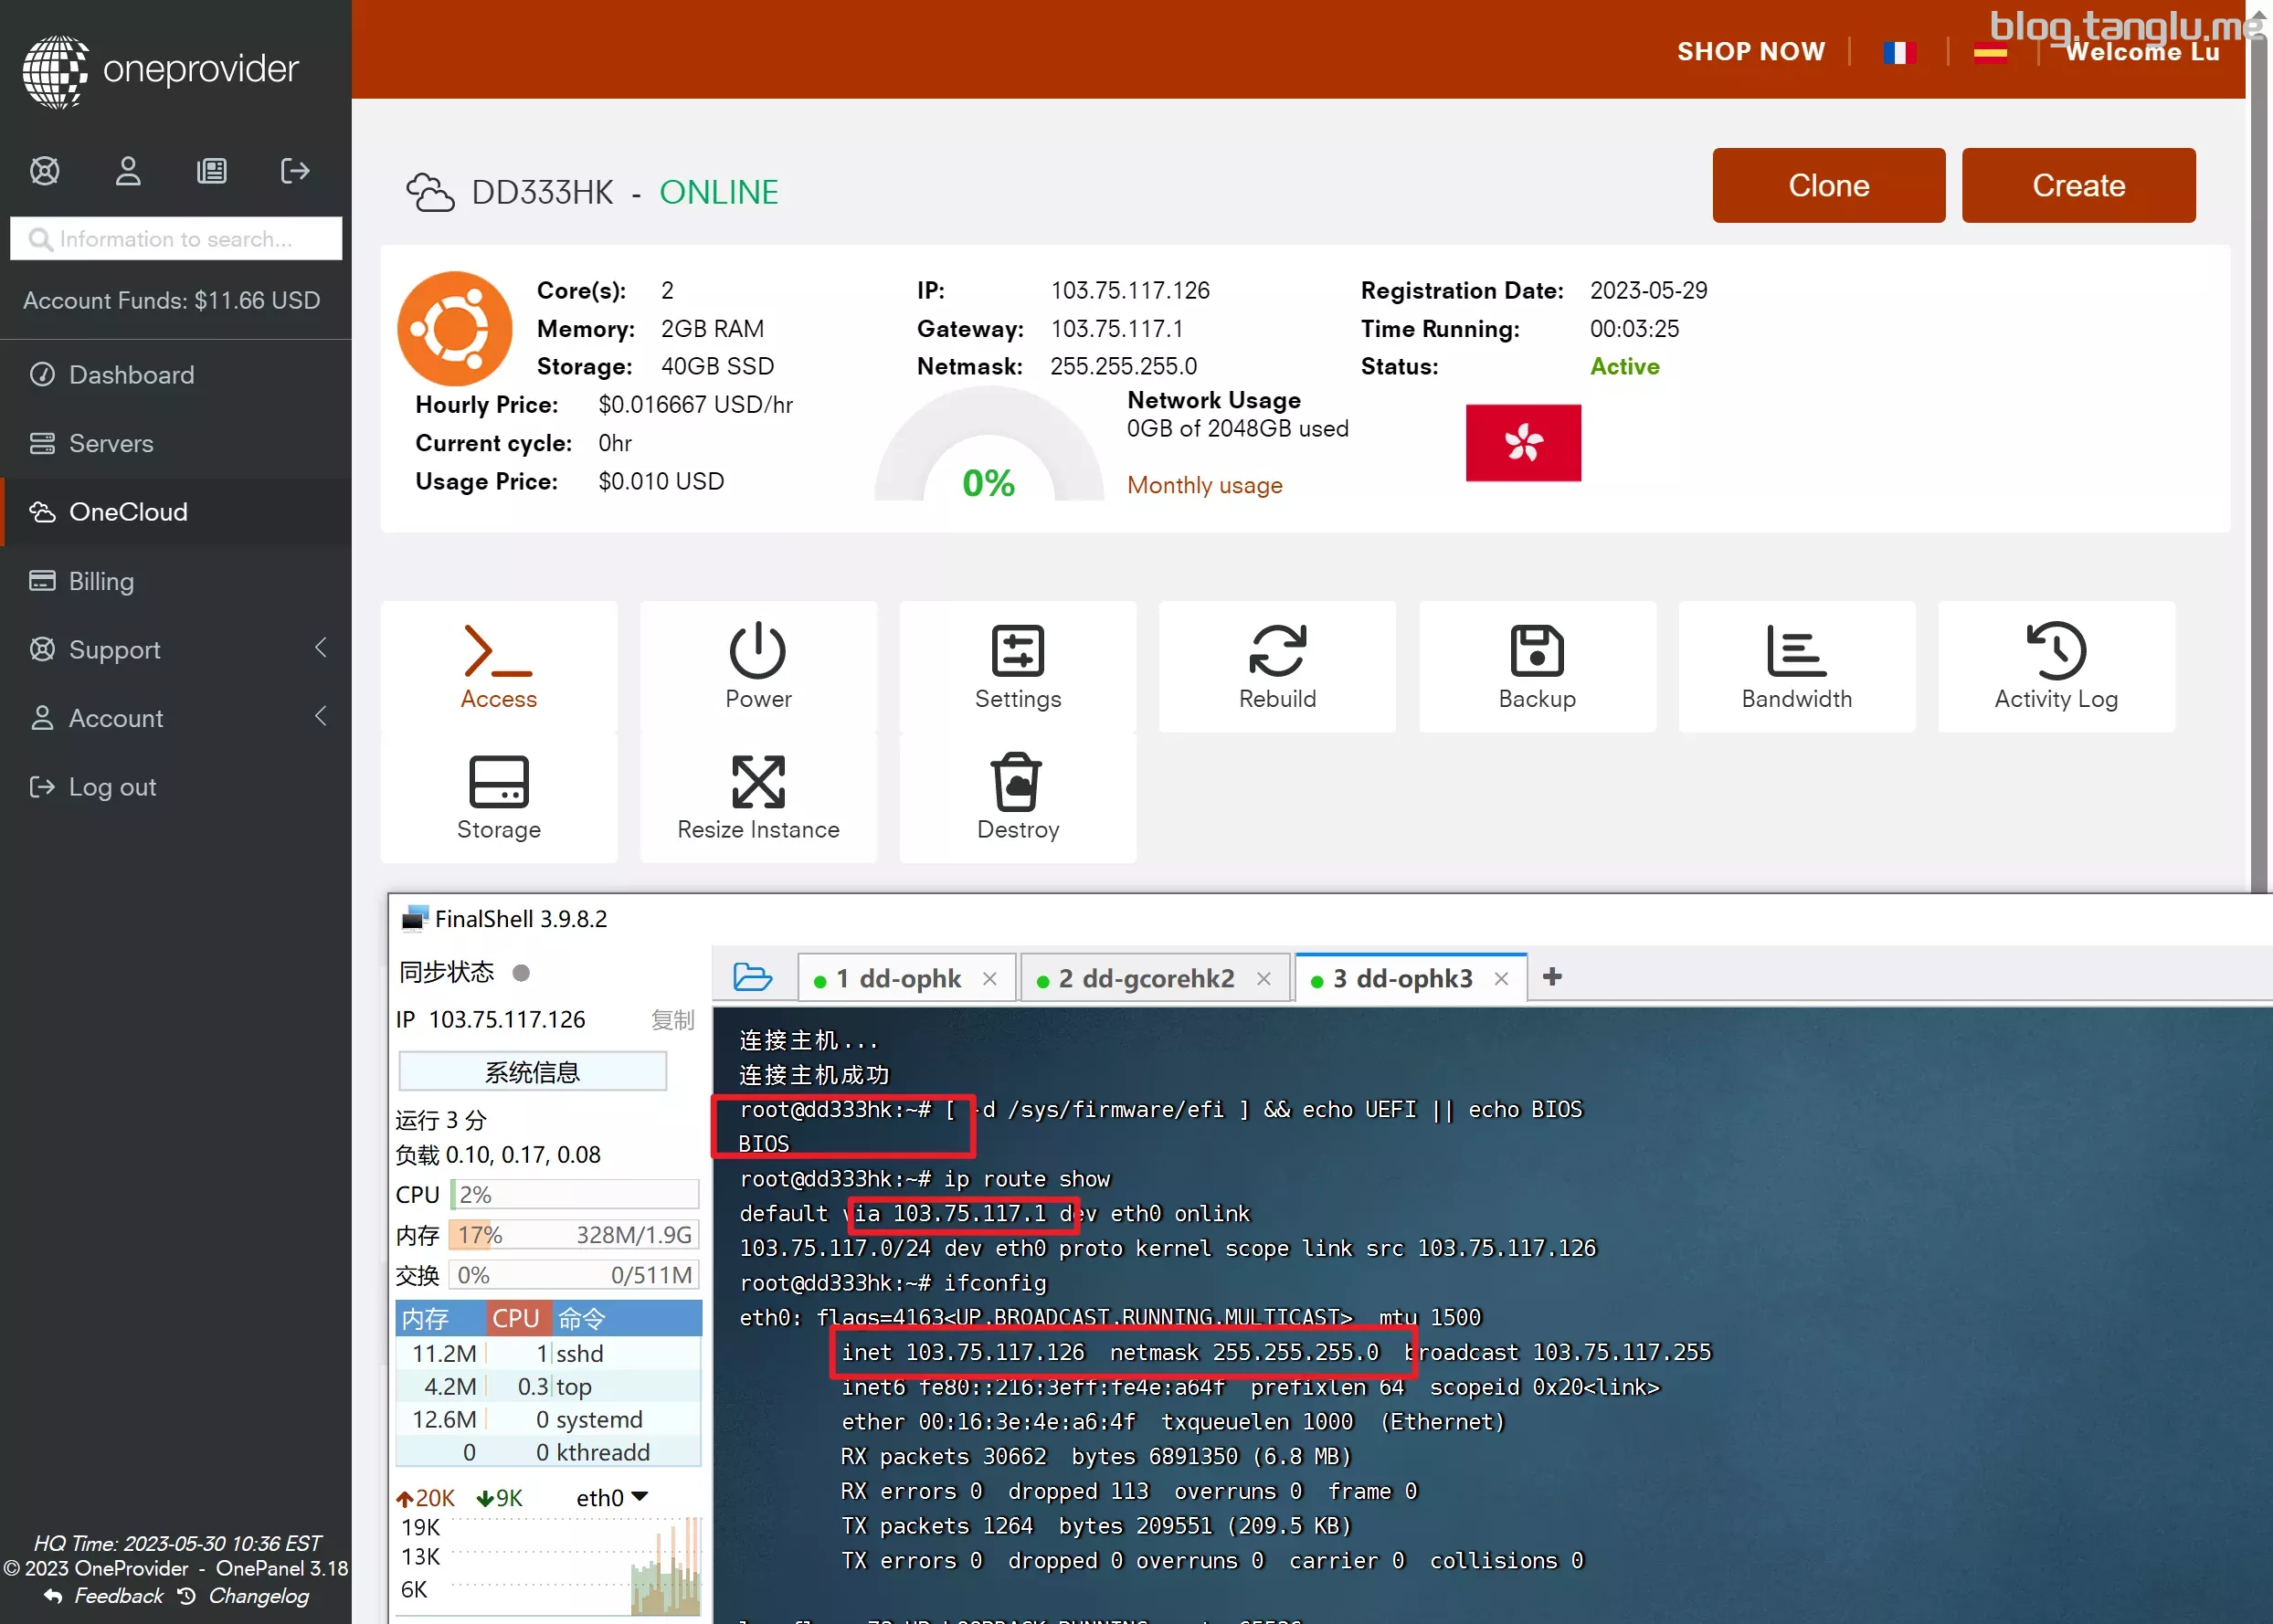 blog.tanglu.me
oneprovider
SHOP NOW
Welcome Lu
Information to search...
Account Funds: $11.66 USD
Dashboard
Servers
OneCloud
Billing
Support
Account
Log out
HQ Time: 2023-05-30 10:36 EST
© 2023 OneProvider - OnePanel 3.18
Feedback Changelog
DD333HK - ONLINE
Clone
Create
Core(s): 2
Memory: 2GB RAM
Storage: 40GB SSD
Hourly Price: $0.016667 USD/hr
Current cycle: 0hr
Usage Price: $0.010 USD
IP: 103.75.117.126
Gateway: 103.75.117.1
Netmask: 255.255.255.0
0%
Network Usage
0GB of 2048GB used
Monthly usage
Registration Date: 2023-05-29
Time Running: 00:03:25
Status: Active
Access
Power
Settings
Rebuild
Backup
Bandwidth
Activity Log
Storage
Resize Instance
Destroy
FinalShell 3.9.8.2
同步状态
IP 103.75.117.126 复制
系统信息
运行 3 分
负载 0.10, 0.17, 0.08
CPU 2%
内存 17% 328M/1.9G
交换 0% 0/511M
内存 CPU 命令
11.2M 1 sshd
4.2M 0.3 top
12.6M 0 systemd
0 0 kthreadd
20K 9K eth0
19K
13K
6K
1 dd-ophk
2 dd-gcorehk2
3 dd-ophk3
连接主机...
连接主机成功
root@dd333hk:~# [ -d /sys/firmware/efi ] && echo UEFI || echo BIOS
BIOS
root@dd333hk:~# ip route show
default via 103.75.117.1 dev eth0 onlink
103.75.117.0/24 dev eth0 proto kernel scope link src 103.75.117.126
root@dd333hk:~# ifconfig
eth0: flags=4163<UP,BROADCAST,RUNNING,MULTICAST> mtu 1500
inet 103.75.117.126 netmask 255.255.255.0 broadcast 103.75.117.255
inet6 fe80::216:3eff:fe4e:a64f prefixlen 64 scopeid 0x20<link>
ether 00:16:3e:4e:a6:4f txqueuelen 1000 (Ethernet)
RX packets 30662 bytes 6891350 (6.8 MB)
RX errors 0 dropped 113 overruns 0 frame 0
TX packets 1264 bytes 209551 (209.5 KB)
TX errors 0 dropped 0 overruns 0 carrier 0 collisions 0